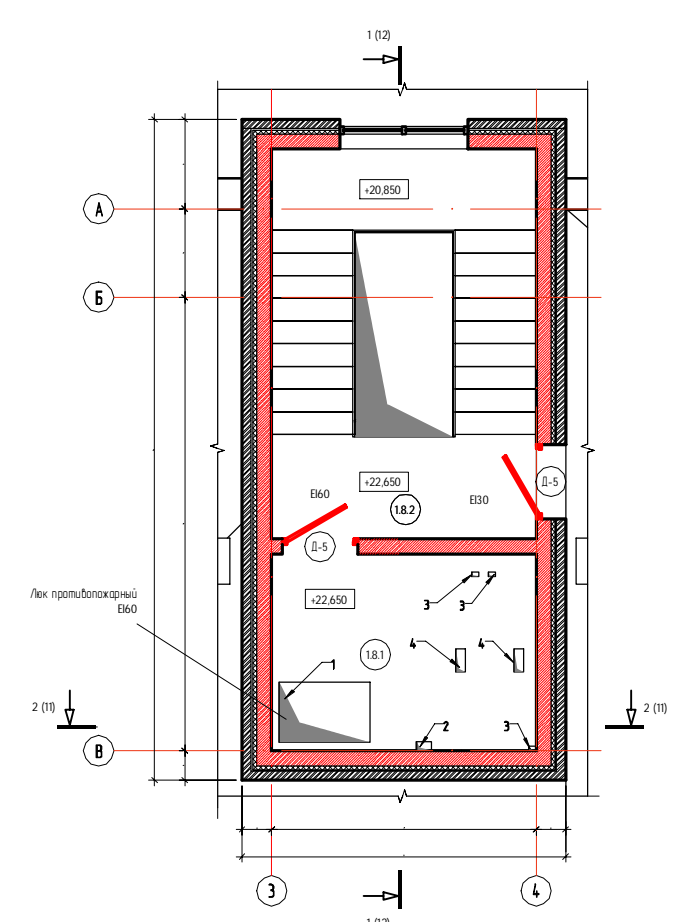 1 (12)
+20,850
А
Б
+22,650
EI60
1.8.2
EI30
Д-5
Д-5
Люк противопожарный
EI60
+22,650
3
3
1.8.1
4
4
1
2 (11)
2 (11)
2
3
В
3
4
1 (12)